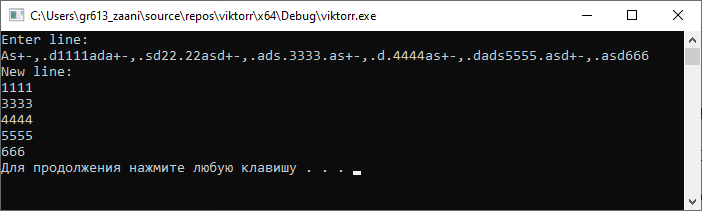 C:\Users\gr613_zaani\source\repos\viktorr\x64\Debug\viktorr.exe
Enter line:
As+-,.d1111ada+-,.sd22.22asd+-,.ads.3333.as+-,.d.4444as+-,.dads5555.asd+-,.asd666
New line:
1111
3333
4444
5555
666
Для продолжения нажмите любую клавишу . . .